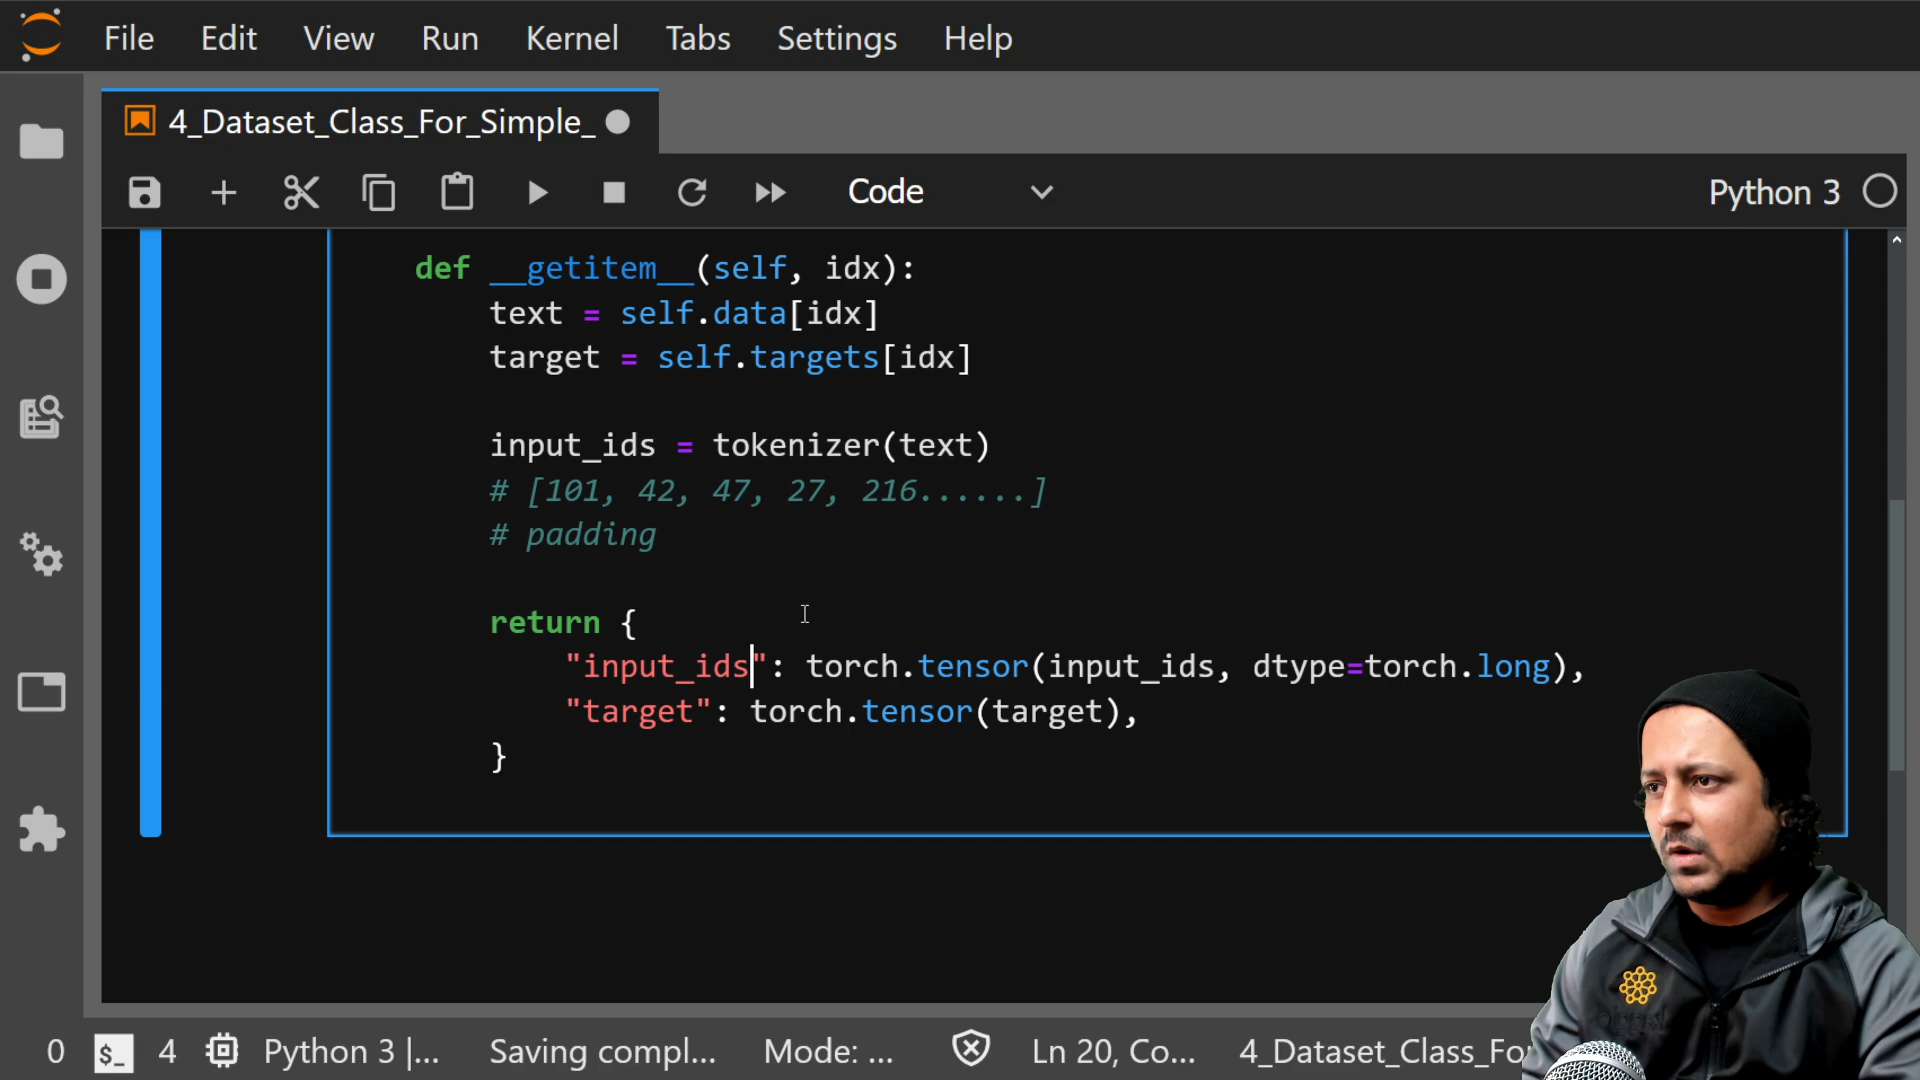 File Edit View Run Kernel Tabs Settings Help
4_Dataset_Class_For_Simple_
Code
Python 3
def __getitem__(self, idx):
text = self.data[idx]
target = self.targets[idx]
input_ids = tokenizer(text)
# [101, 42, 47, 27, 216......]
# padding
return {
"input_ids": torch.tensor(input_ids, dtype=torch.long),
"target": torch.tensor(target),
}
0 $_ 4 Python 3 |... Saving compl... Mode: ... Ln 20, Co... 4_Dataset_Class_Fo